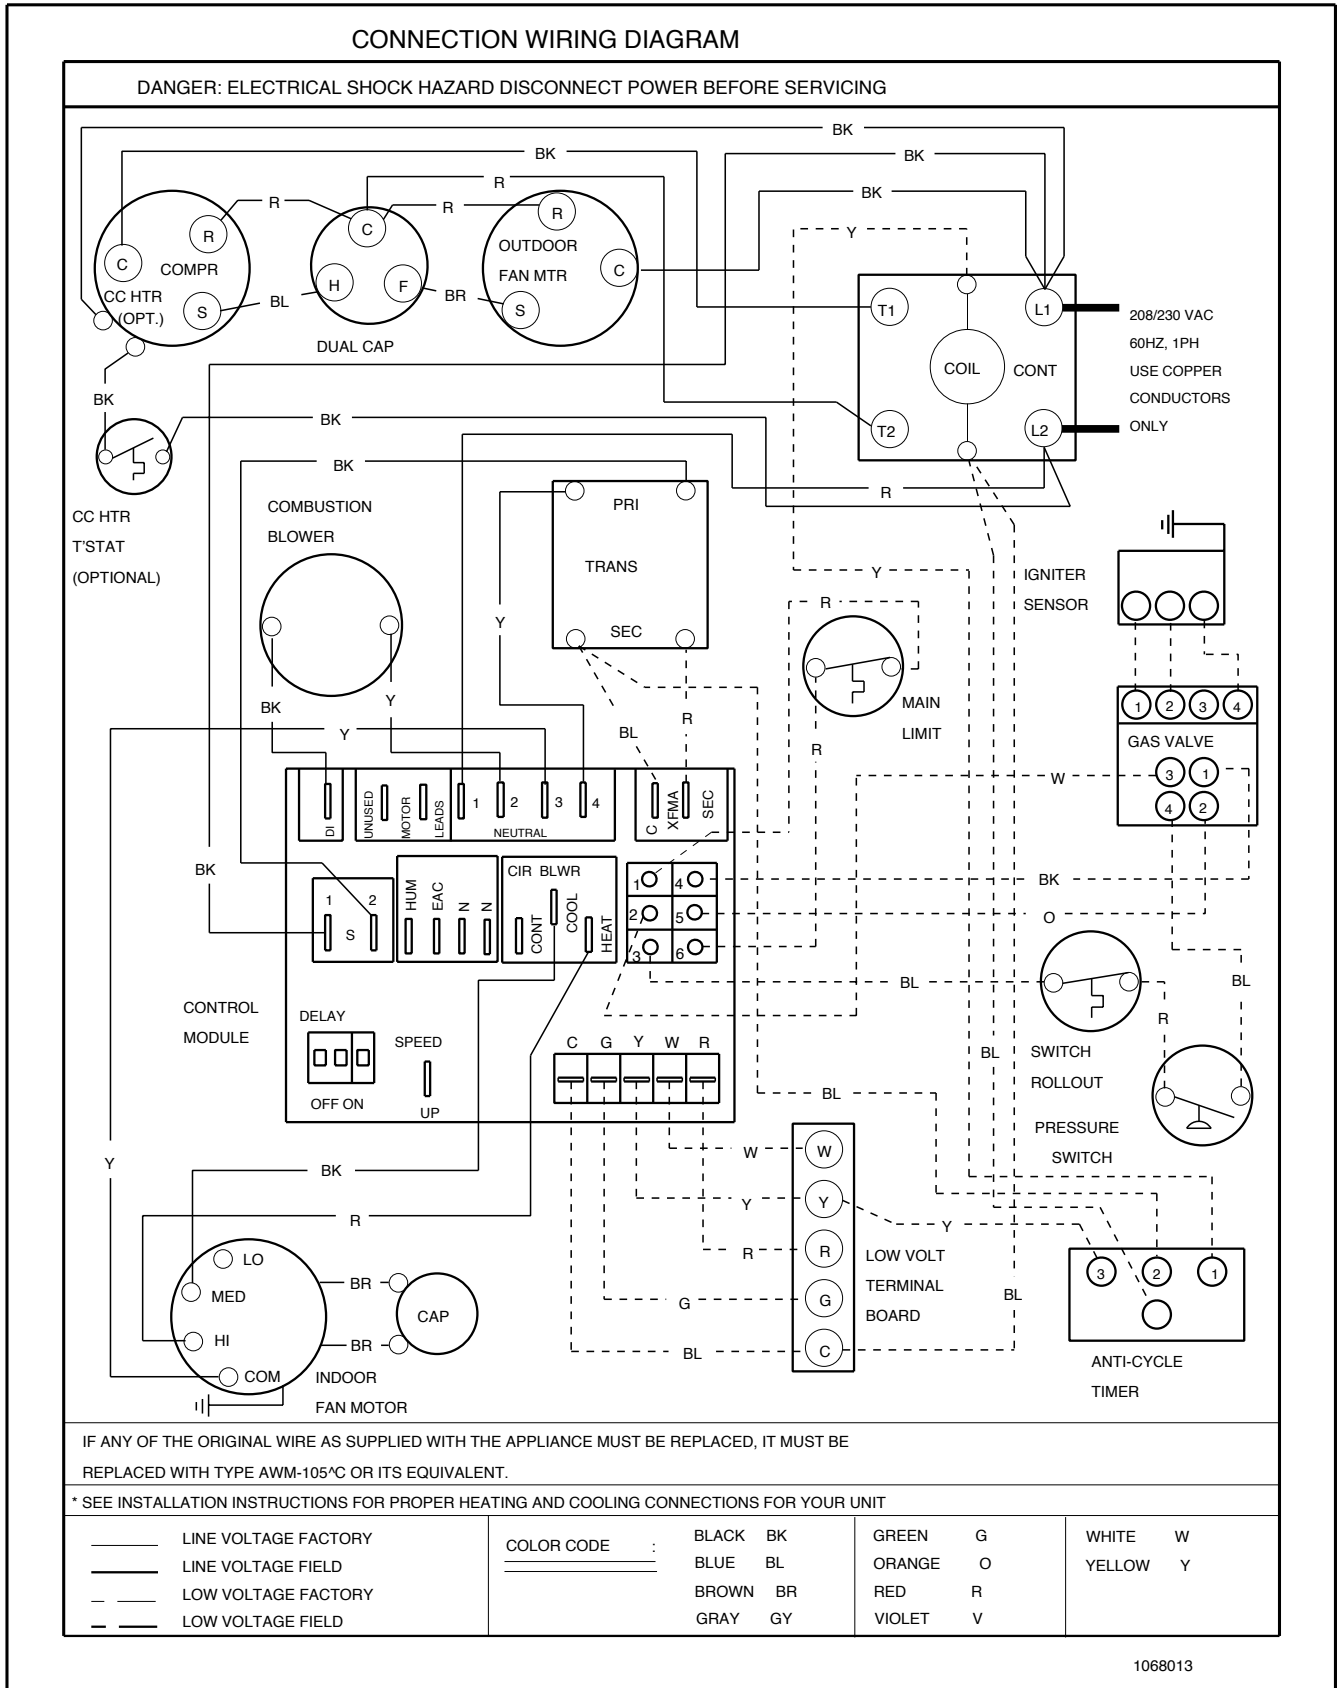 CONNECTION WIRING DIAGRAM
DANGER: ELECTRICAL SHOCK HAZARD DISCONNECT POWER BEFORE SERVICING
BK
BK
BK
R
BK
R
R
R
R
C
OUTDOOR
FAN MTR
Y
C
COMPR
C
CC HTR
(OPT.)
S
BL
H
F
BR
S
T1
L1
208/230 VAC
60HZ, 1PH
USE COPPER
CONDUCTORS
ONLY
DUAL CAP
COIL
CONT
BK
BK
T2
L2
BK
R
CC HTR
T'STAT
(OPTIONAL)
COMBUSTION
BLOWER
PRI
TRANS
SEC
Y
Y
R
IGNITER
SENSOR
MAIN
LIMIT
BK
Y
BL
R
R
Y
1
2
3
4
GAS VALVE
3
1
4
2
W
DI
UNUSED
MOTOR
LEADS
1
2
3
4
NEUTRAL
C
XFMA
SEC
BK
1
2
S
HUM
EAC
N
N
CIR BLWR
CONT
COOL
HEAT
1
4
2
5
3
6
BK
O
BL
BL
R
CONTROL
MODULE
DELAY
OFF ON
SPEED
UP
C
G
Y
W
R
BL
SWITCH
ROLLOUT
BL
PRESSURE
SWITCH
Y
BK
R
W
W
Y
Y
R
R
G
G
BL
C
Y
LOW VOLT
TERMINAL
BOARD
BL
3
2
1
ANTI-CYCLE
TIMER
LO
MED
HI
COM
BR
BR
CAP
INDOOR
FAN MOTOR
IF ANY OF THE ORIGINAL WIRE AS SUPPLIED WITH THE APPLIANCE MUST BE REPLACED, IT MUST BE
REPLACED WITH TYPE AWM-105^C OR ITS EQUIVALENT.
* SEE INSTALLATION INSTRUCTIONS FOR PROPER HEATING AND COOLING CONNECTIONS FOR YOUR UNIT
LINE VOLTAGE FACTORY
LINE VOLTAGE FIELD
LOW VOLTAGE FACTORY
LOW VOLTAGE FIELD
COLOR CODE :
BLACK BK
BLUE BL
BROWN BR
GRAY GY
GREEN G
ORANGE O
RED R
VIOLET V
WHITE W
YELLOW Y
1068013